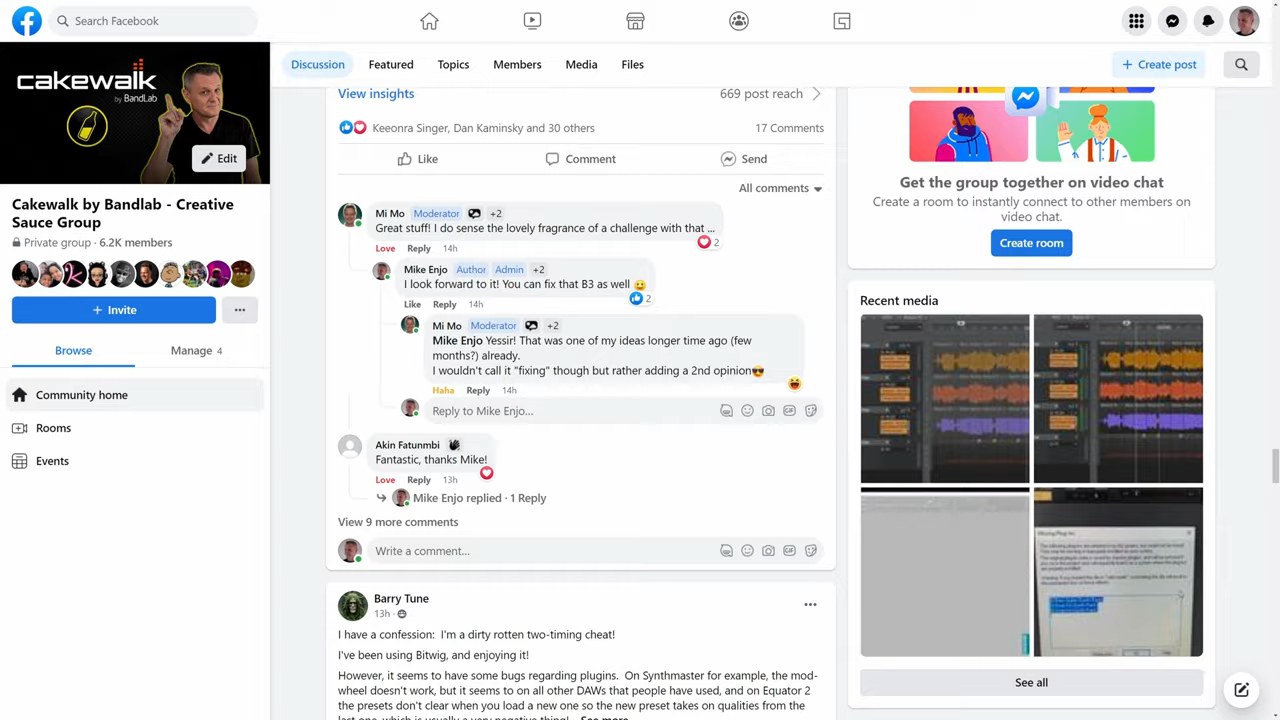 Search Facebook
cakewalk
by BandLab
Edit
Cakewalk by Bandlab - Creative
Sauce Group
Private group · 6.2K members
+ Invite
Browse
Manage 4
Community home
Rooms
Events
Discussion
Featured
Topics
Members
Media
Files
+ Create post
View insights
669 post reach
Keeonra Singer, Dan Kaminsky and 30 others
17 Comments
Like
Comment
Send
All comments
Mi Mo Moderator +2
Great stuff! I do sense the lovely fragrance of a challenge with that ...
2
Love Reply 14h
Mike Enjo Author Admin +2
I look forward to it! You can fix that B3 as well
2
Like Reply 14h
Mi Mo Moderator +2
Mike Enjo Yessir! That was one of my ideas longer time ago (few
months?) already.
I wouldn't call it "fixing" though but rather adding a 2nd opinion
Haha Reply 14h
Reply to Mike Enjo...
Akin Fatunmbi
Fantastic, thanks Mike!
Love Reply 13h
Mike Enjo replied · 1 Reply
View 9 more comments
Write a comment...
Barry Tune
13h ·
I have a confession: I'm a dirty rotten two-timing cheat!
I've been using Bitwig, and enjoying it!
However, it seems to have some bugs regarding plugins. On Synthmaster for example, the mod-
wheel doesn't work, but it seems to on all other DAWs that people have used, and on Equator 2
the presets don't clear when you load a new one so the new preset takes on qualities from the
last one, which is usually a very negative thing! ... See more
Get the group together on video chat
Create a room to instantly connect to other members on
video chat.
Create room
Recent media
Missing Plug-ins
See all